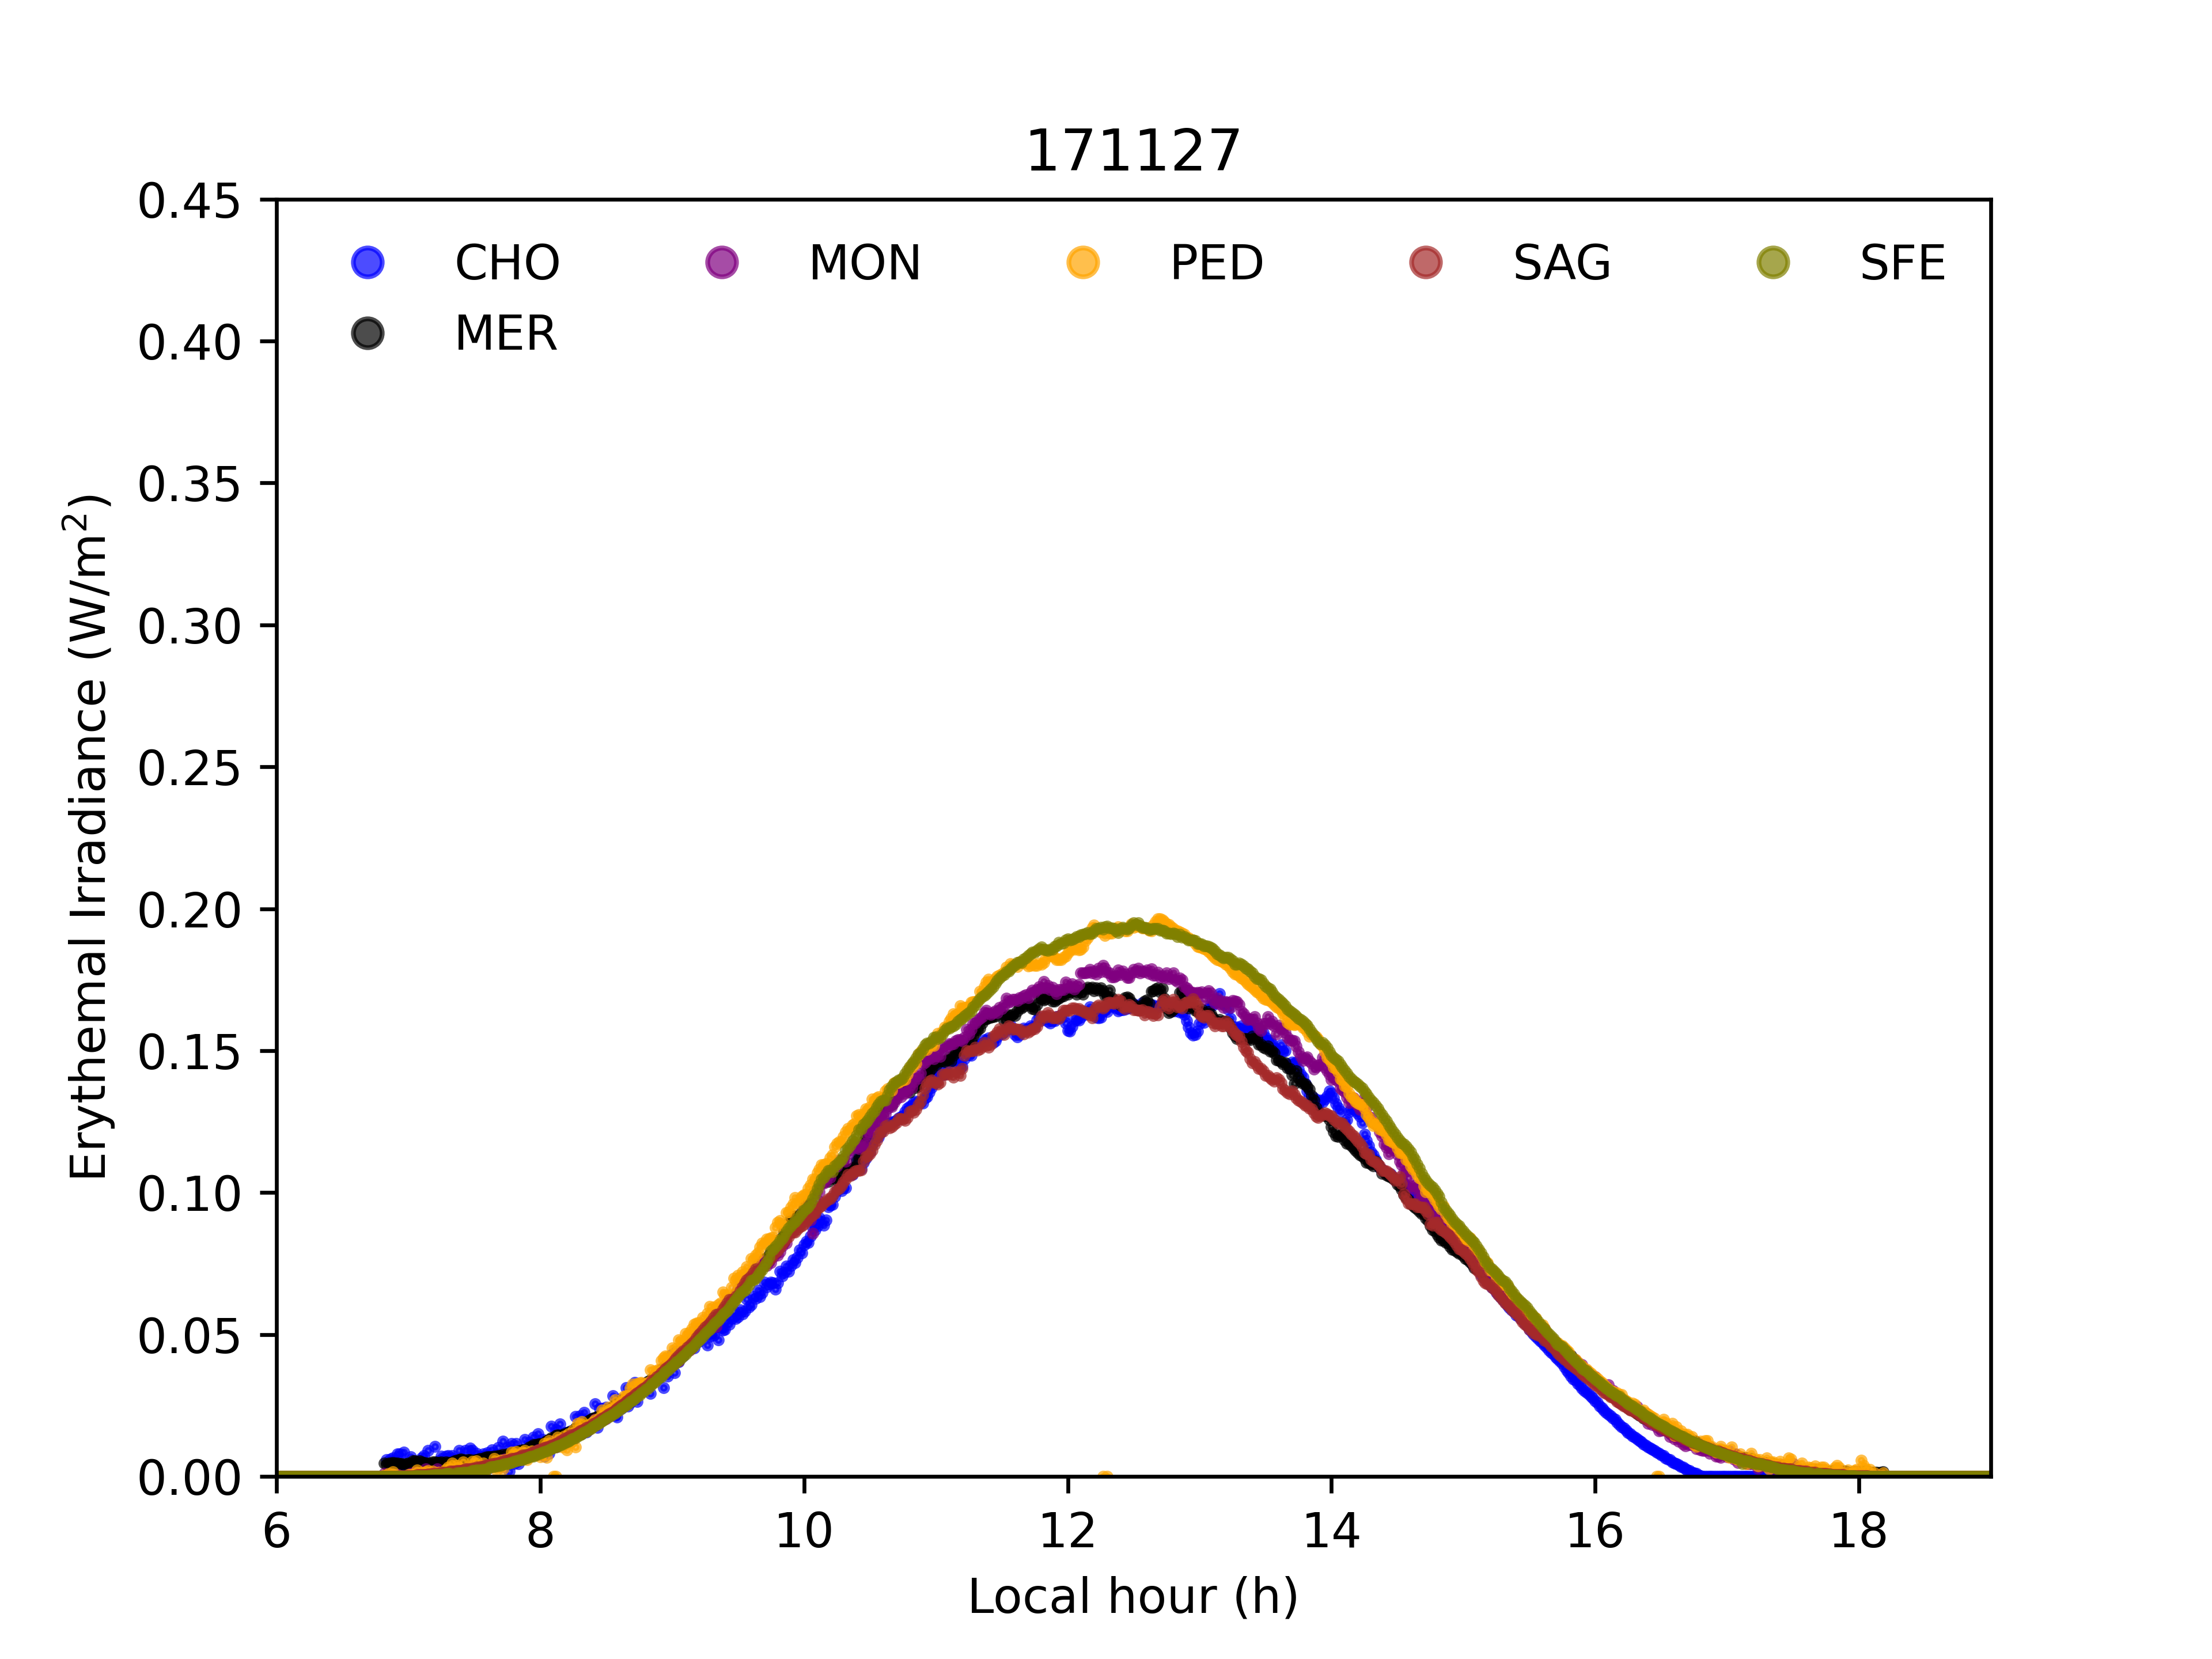 171127
0.45
0.40
0.35
0.30
0.25
0.20
0.15
0.10
0.05
0.00
Erythemal Irradiance (W/m²)
CHO MON PED SAG SFE
MER
6 8 10 12 14 16 18
Local hour (h)